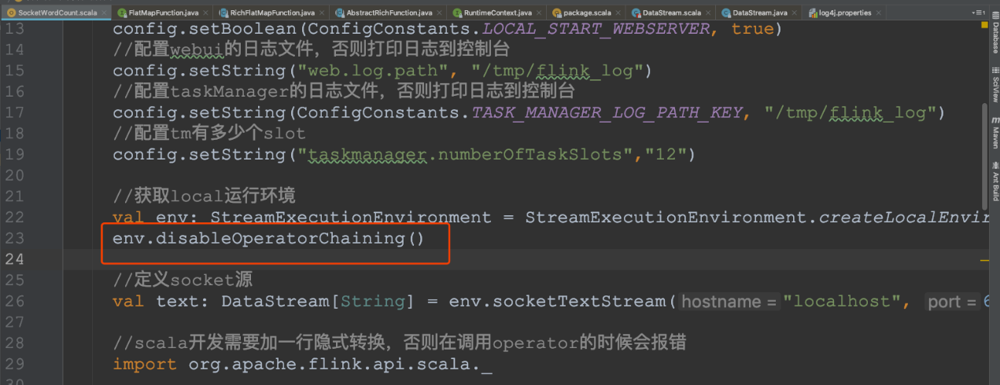 SocketWordCount.scala FlatMapFunction.java RichFlatMapFunction.java AbstractRichFunction.java RuntimeContext.java package.scala DataStream.scala DataStream.java log4j.properties
13 config.setBoolean(ConfigConstants.LOCAL_START_WEBSERVER, true)
14 //配置webui的日志文件，否则打印日志到控制台
15 config.setString("web.log.path", "/tmp/flink_log")
16 //配置taskManager的日志文件，否则打印日志到控制台
17 config.setString(ConfigConstants.TASK_MANAGER_LOG_PATH_KEY, "/tmp/flink_log")
18 //配置tm有多少个slot
19 config.setString("taskmanager.numberOfTaskSlots","12")
20
21 //获取local运行环境
22 val env: StreamExecutionEnvironment = StreamExecutionEnvironment.createLocalEnvir
23 env.disableOperatorChaining()
24
25 //定义socket源
26 val text: DataStream[String] = env.socketTextStream(hostname = "localhost", port = 6
27
28 //scala开发需要加一行隐式转换，否则在调用operator的时候会报错
29 import org.apache.flink.api.scala._
30
Database
SciView
Maven
Ant Build